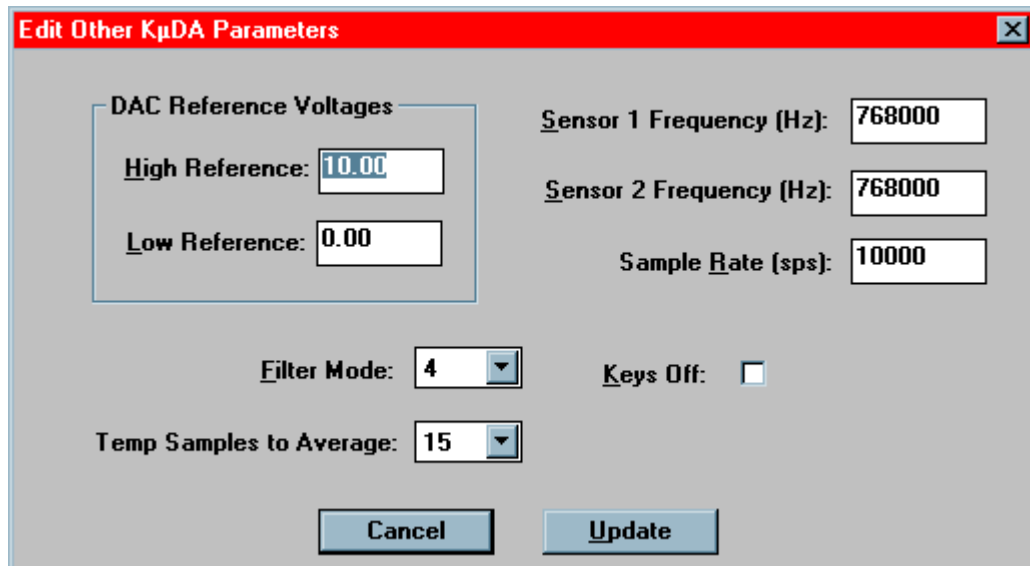 Edit Other KµDA Parameters
DAC Reference Voltages
High Reference: 10.00
Low Reference: 0.00
Sensor 1 Frequency (Hz): 768000
Sensor 2 Frequency (Hz): 768000
Sample Rate (sps): 10000
Filter Mode: 4
Keys Off:
Temp Samples to Average: 15
Cancel
Update